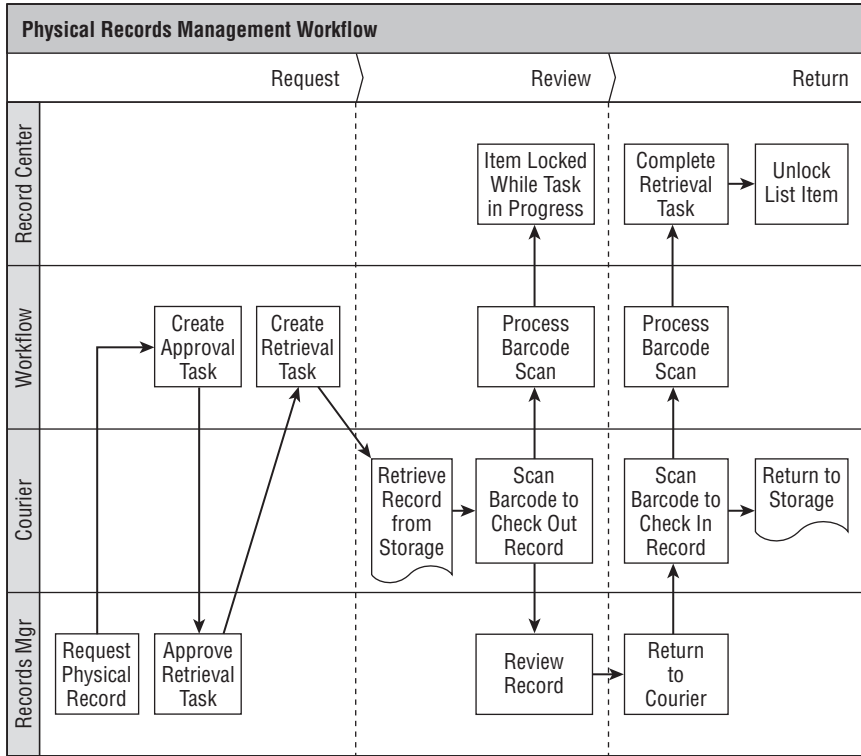 Physical Records Management Workflow
Request
Review
Return
Record Center
Item Locked
While Task
in Progress
Complete
Retrieval
Task
Unlock
List Item
Workflow
Create
Approval
Task
Create
Retrieval
Task
Process
Barcode
Scan
Process
Barcode
Scan
Courier
Retrieve
Record
from
Storage
Scan
Barcode to
Check Out
Record
Scan
Barcode to
Check In
Record
Return to
Storage
Records Mgr
Request
Physical
Record
Approve
Retrieval
Task
Review
Record
Return
to
Courier